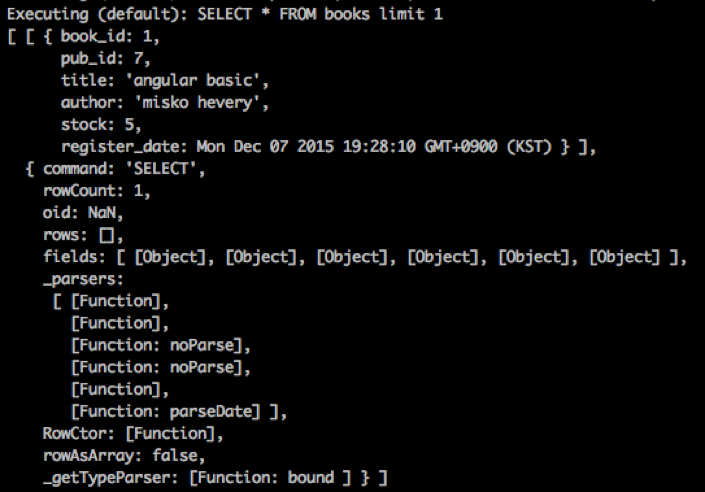 Executing (default): SELECT * FROM books limit 1
[ [ { book_id: 1,
pub_id: 7,
title: 'angular basic',
author: 'misko hevery',
stock: 5,
register_date: Mon Dec 07 2015 19:28:10 GMT+0900 (KST) } ],
{ command: 'SELECT',
rowCount: 1,
oid: NaN,
rows: [],
fields: [ [Object], [Object], [Object], [Object], [Object], [Object] ],
_parsers:
[ [Function],
[Function],
[Function: noParse],
[Function: noParse],
[Function],
[Function: parseDate] ],
RowCtor: [Function],
rowAsArray: false,
_getTypeParser: [Function: bound ] } ]